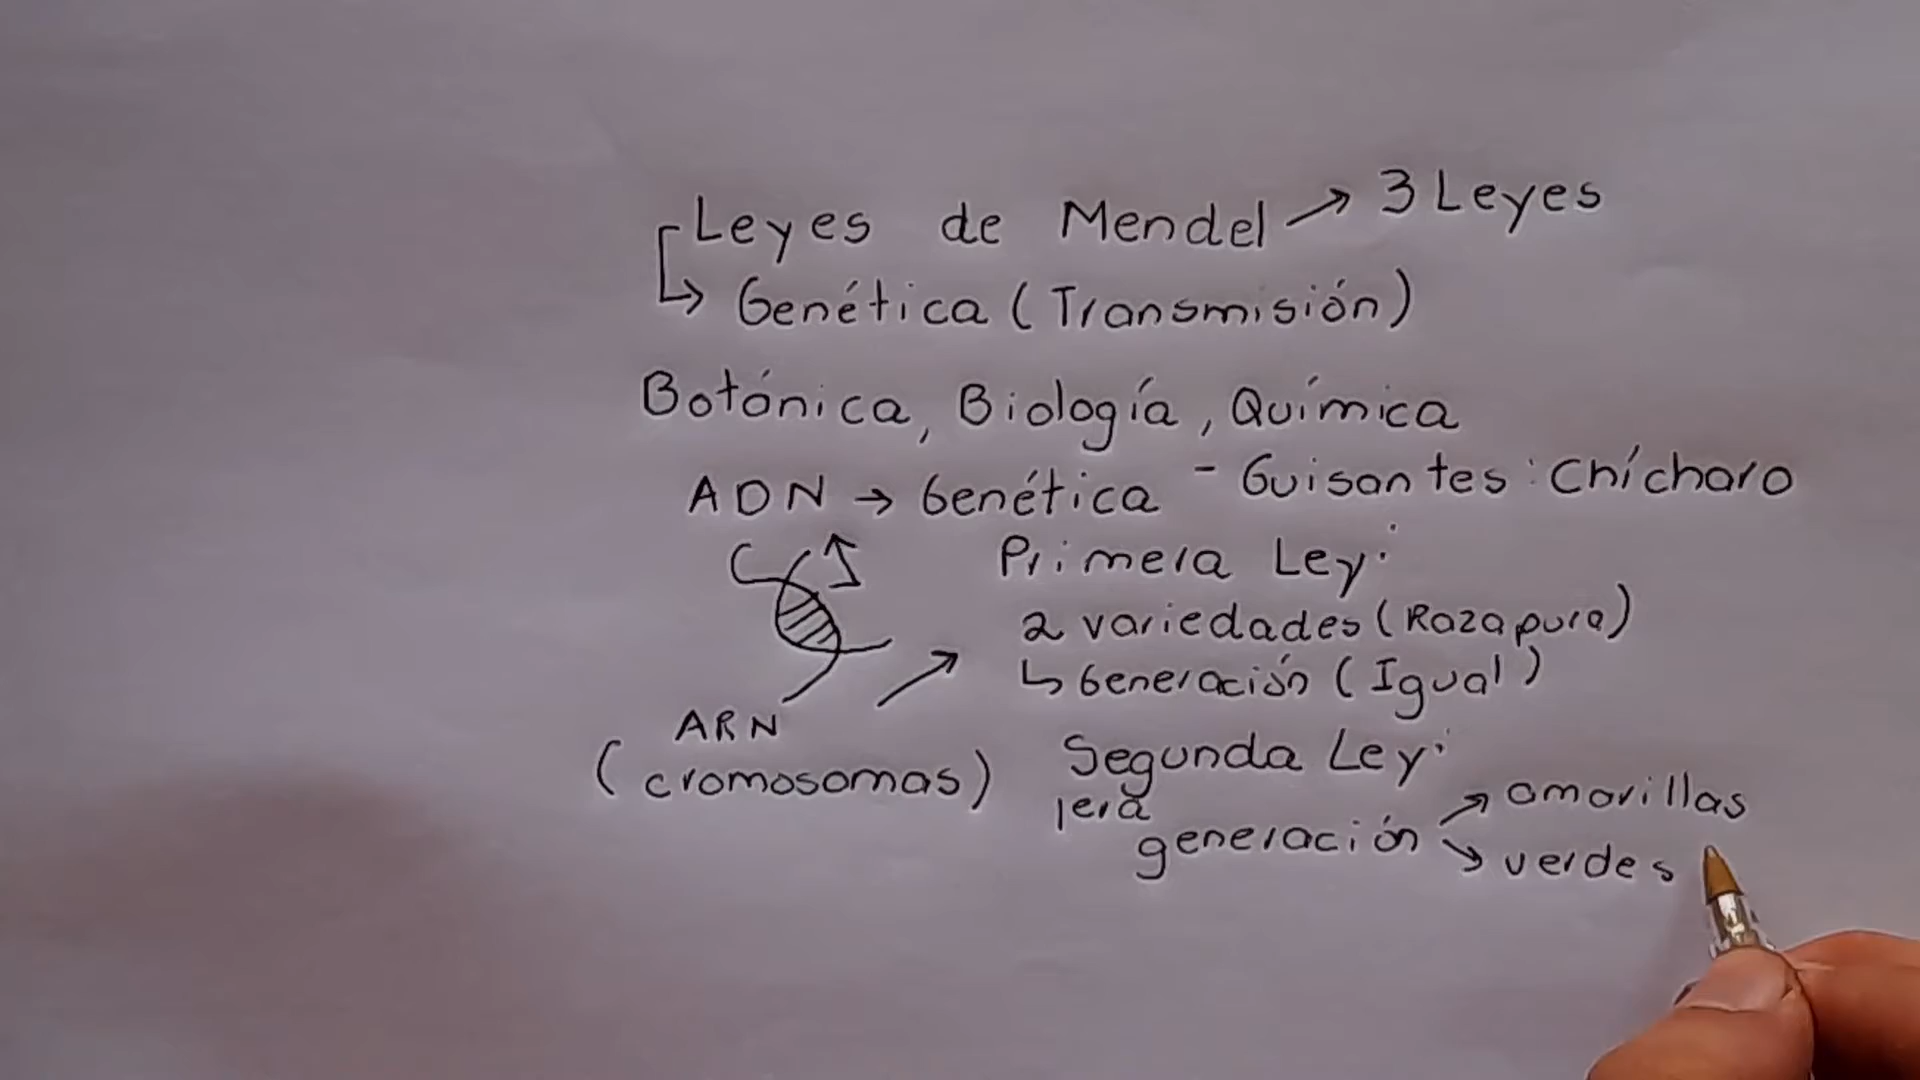 Leyes de Mendel → 3 Leyes
↳ Genética (Transmisión)
Botánica, Biología, Química
ADN → Genética - Guisantes: Chícharo
Primera Ley:
2 variedades (Raza pura)
↳ Generación (Igual)
ARN
(cromosomas)
Segunda Ley:
1era
generación → amarillas
→ verdes